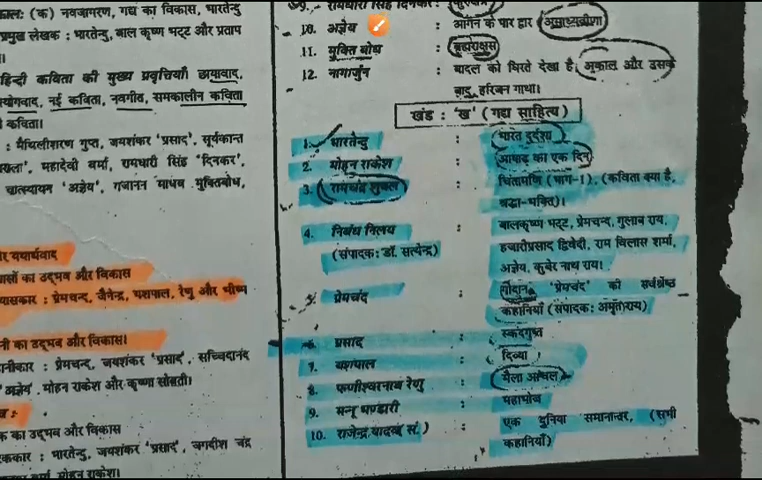 काल: (क) नवजागरण, गद्य का विकास, भारतेन्दु
प्रमुख लेखक : भारतेन्दु, बाल कृष्ण भट्ट और प्रताप
हिन्दी कविता की मुख्य प्रवृत्तियाँ छायावाद,
योगवाद, नई कविता, नवगीत, समकालीन कविता
कविता।
: मैथिलीशरण गुप्त, जयशंकर 'प्रसाद', सूर्यकान्त
महादेवी वर्मा, रामधारी सिंह 'दिनकर',
वात्स्यायन 'अज्ञेय', गजानन माधव मुक्तिबोध,
यथार्थवाद
उद्भव और विकास
: प्रेमचन्द, जैनेन्द्र, यशपाल, रेणु और भीष्म
नी का उद्भव और विकास।
नीकार : प्रेमचन्द, जयशंकर 'प्रसाद', सच्चिदानंद
'अज्ञेय', मोहन राकेश और कृष्णा सोबती।
क का उद्भव और विकास
ककार : भारतेन्दु, जयशंकर 'प्रसाद', जगदीश चंद्र
वर्मा, मोहन राकेश।
9. रामधारी सिंह दिनकर :
10. अज्ञेय : आँगन के पार द्वार (असाध्यवीणा)
11. मुक्ति बोध : ब्रह्मराक्षस
12. नागार्जुन : बादल को घिरते देखा है, अकाल और उसके
बाद, हरिजन गाथा।
खंड : 'ख' (गद्य साहित्य)
1. भारतेन्दु : भारत दुर्दशा
2. मोहन राकेश : आषाढ़ का एक दिन
3. रामचंद्र शुक्ल : चिंतामणि (भाग-1), (कविता क्या है,
श्रद्धा-भक्ति)।
4. निबंध निलय : बालकृष्ण भट्ट, प्रेमचन्द, गुलाब राय,
(संपादक: डॉ. सत्येन्द्र) हजारीप्रसाद द्विवेदी, राम विलास शर्मा,
अज्ञेय, कुबेर नाथ राय।
5. प्रेमचंद : गोदान, 'प्रेमचंद' की सर्वश्रेष्ठ
कहानियाँ (संपादक: अमृतराय)
6. प्रसाद : स्कंदगुप्त
7. यशपाल : दिव्या
8. फणीश्वरनाथ रेणु : मैला आँचल
9. मन्नू भण्डारी : महाभोज
10. राजेन्द्र यादव( सं. ) : एक दुनिया समानान्तर, (सभी
कहानियाँ)